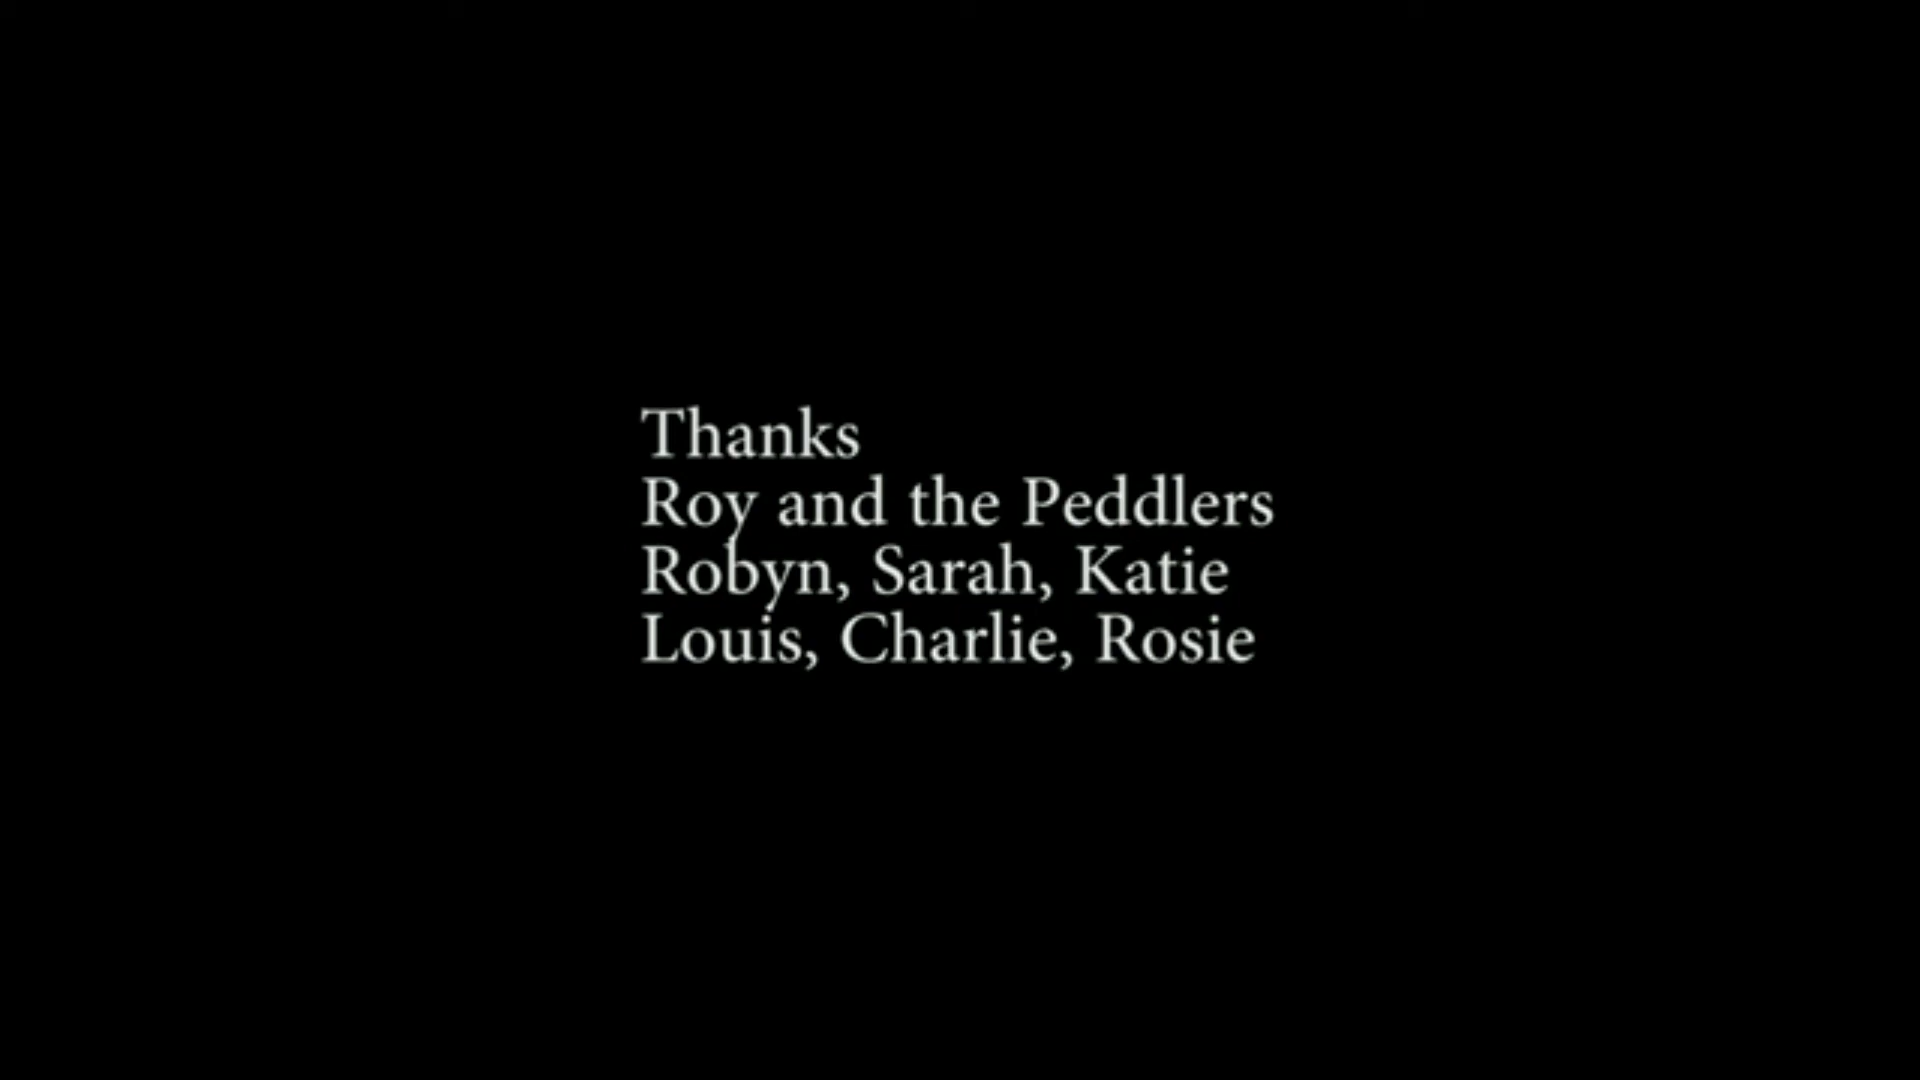 Thanks
Roy and the Peddlers
Robyn, Sarah, Katie
Louis, Charlie, Rosie